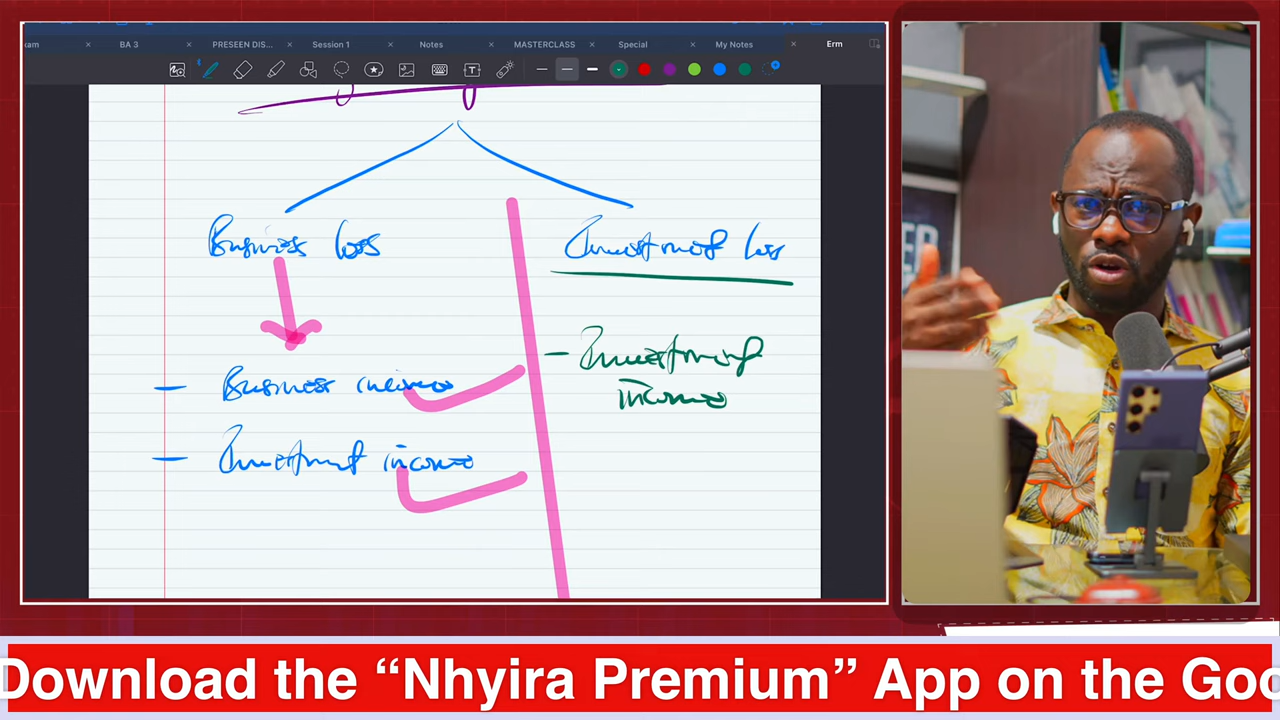 am
BA 3
PRESEEN DIS...
Session 1
Notes
MASTERCLASS
Special
My Notes
Erm
Business loss
Investment loss
- Business income
- Investment income
- Investment
income
Download the “Nhyira Premium” App on the Goo